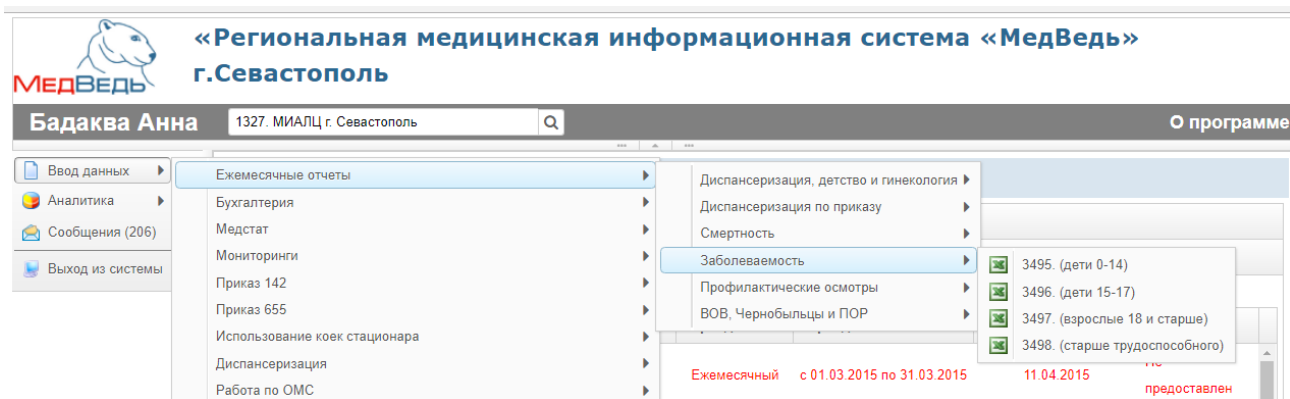 «Региональная медицинская информационная система «МедВедь»
г.Севастополь
МЕДВЕДЬ
Бадаква Анна
1327. МИАЛЦ г. Севастополь
О программе
Ввод данных
Аналитика
Сообщения (206)
Выход из системы
Ежемесячные отчеты
Бухгалтерия
Медстат
Мониторинги
Приказ 142
Приказ 655
Использование коек стационара
Диспансеризация
Работа по ОМС
Диспансеризация, детство и гинекология
Диспансеризация по приказу
Смертность
Заболеваемость
Профилактические осмотры
ВОВ, Чернобыльцы и ПОР
3495. (дети 0-14)
3496. (дети 15-17)
3497. (взрослые 18 и старше)
3498. (старше трудоспособного)
Ежемесячный с 01.03.2015 по 31.03.2015 11.04.2015
предоставлен